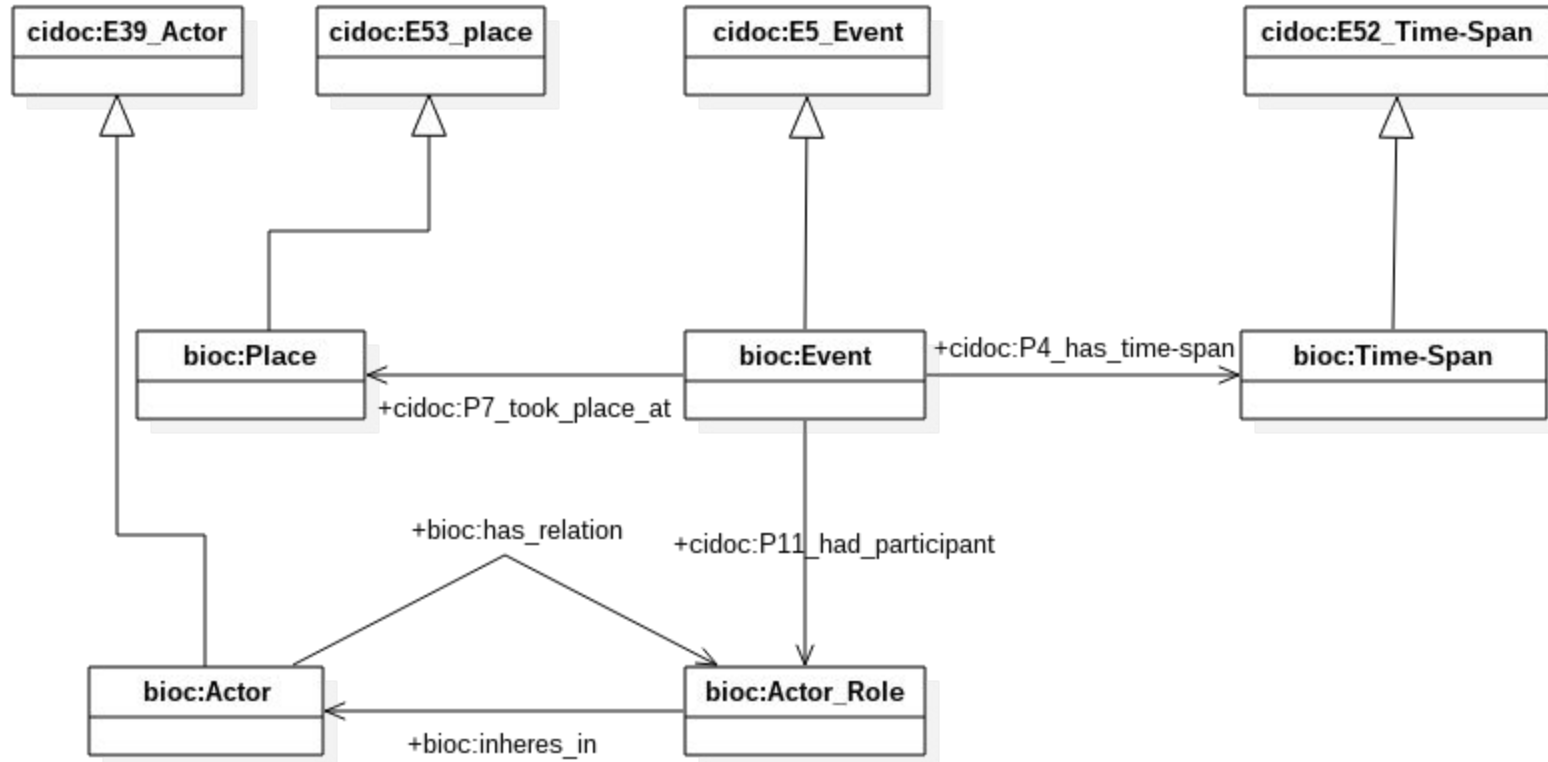 cidoc:E39_Actor
cidoc:E53_place
cidoc:E5_Event
cidoc:E52_Time-Span
bioc:Place
bioc:Event
+cidoc:P4_has_time-span
bioc:Time-Span
+cidoc:P7_took_place_at
+bioc:has_relation
+cidoc:P11_had_participant
bioc:Actor
bioc:Actor_Role
+bioc:inheres_in